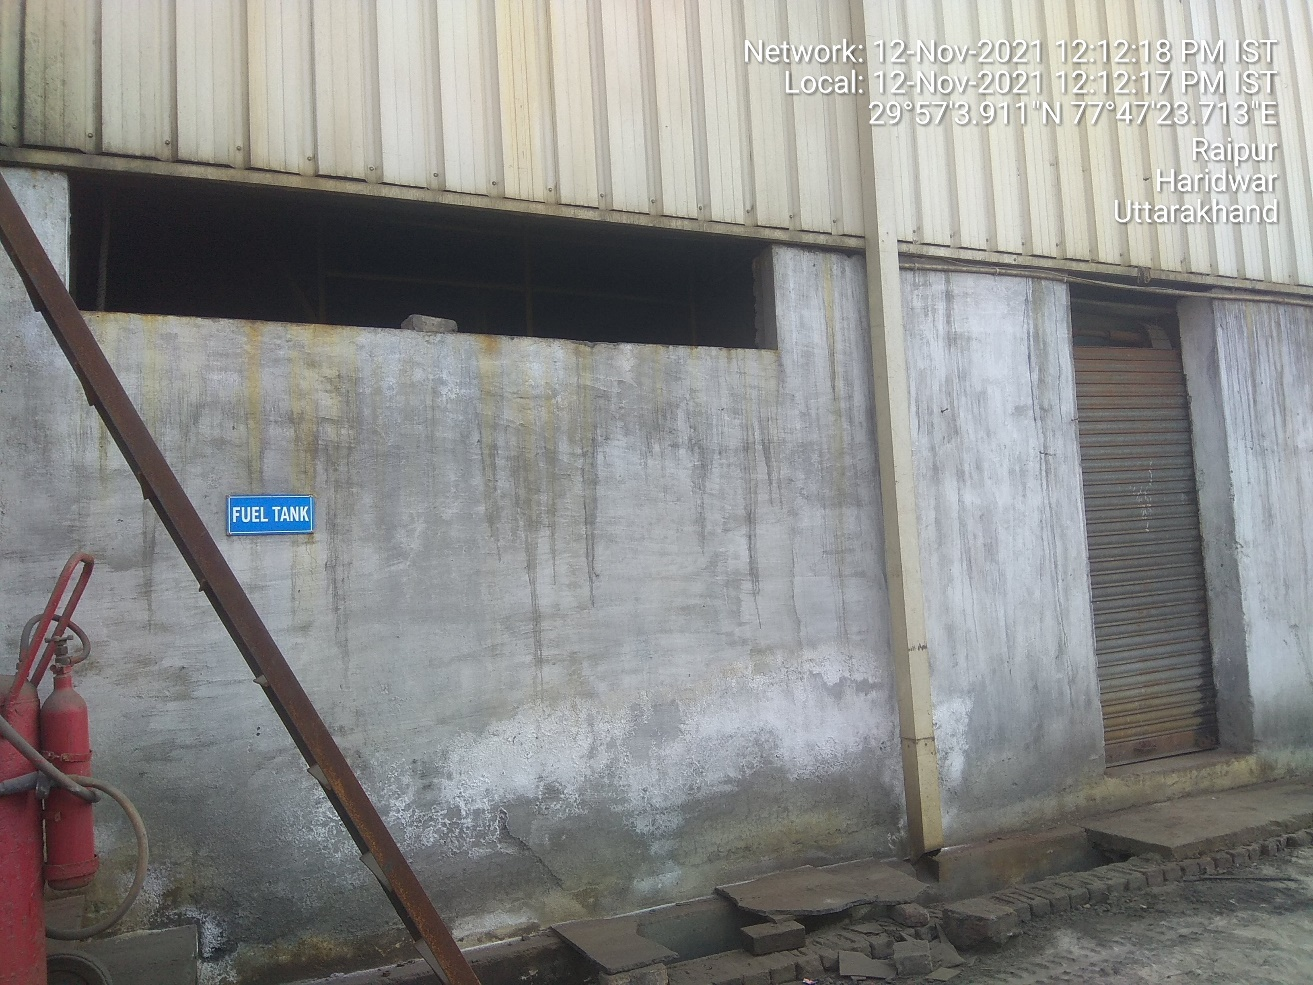 Network: 12-Nov-2021 12:12:18 PM IST
Local: 12-Nov-2021 12:12:17 PM IST
29°57'3.911"N 77°47'23.713"E
Raipur
Haridwar
Uttarakhand
FUEL TANK